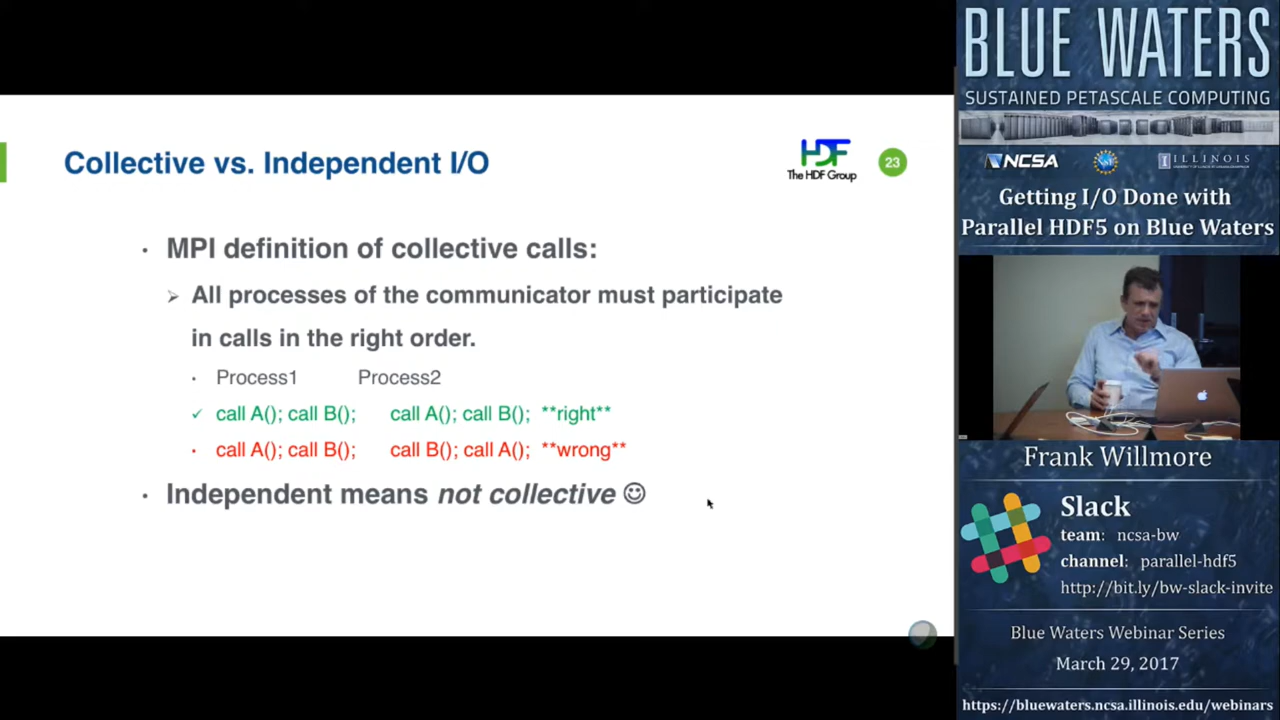 Collective vs. Independent I/O
HDF
The HDF Group
23
• MPI definition of collective calls:
➢ All processes of the communicator must participate
in calls in the right order.
• Process1 Process2
✓ call A(); call B(); call A(); call B(); **right**
• call A(); call B(); call B(); call A(); **wrong**
• Independent means not collective ☺
BLUE WATERS
SUSTAINED PETASCALE COMPUTING
NCSA
ILLINOIS
Getting I/O Done with
Parallel HDF5 on Blue Waters
Frank Willmore
Slack
team: ncsa-bw
channel: parallel-hdf5
http://bit.ly/bw-slack-invite
Blue Waters Webinar Series
March 29, 2017
https://bluewaters.ncsa.illinois.edu/webinars